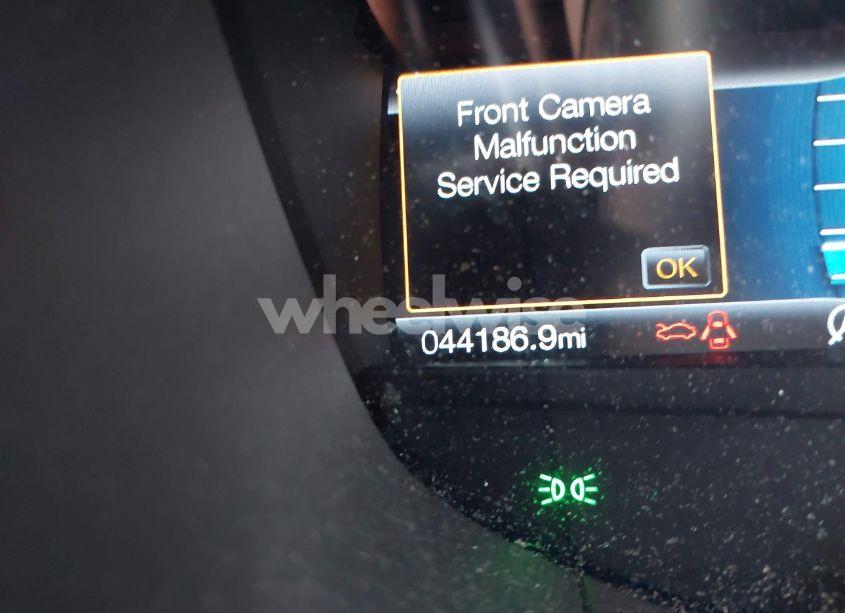 Front Camera
Malfunction
Service Required
OK
wheelwise
044186.9mi